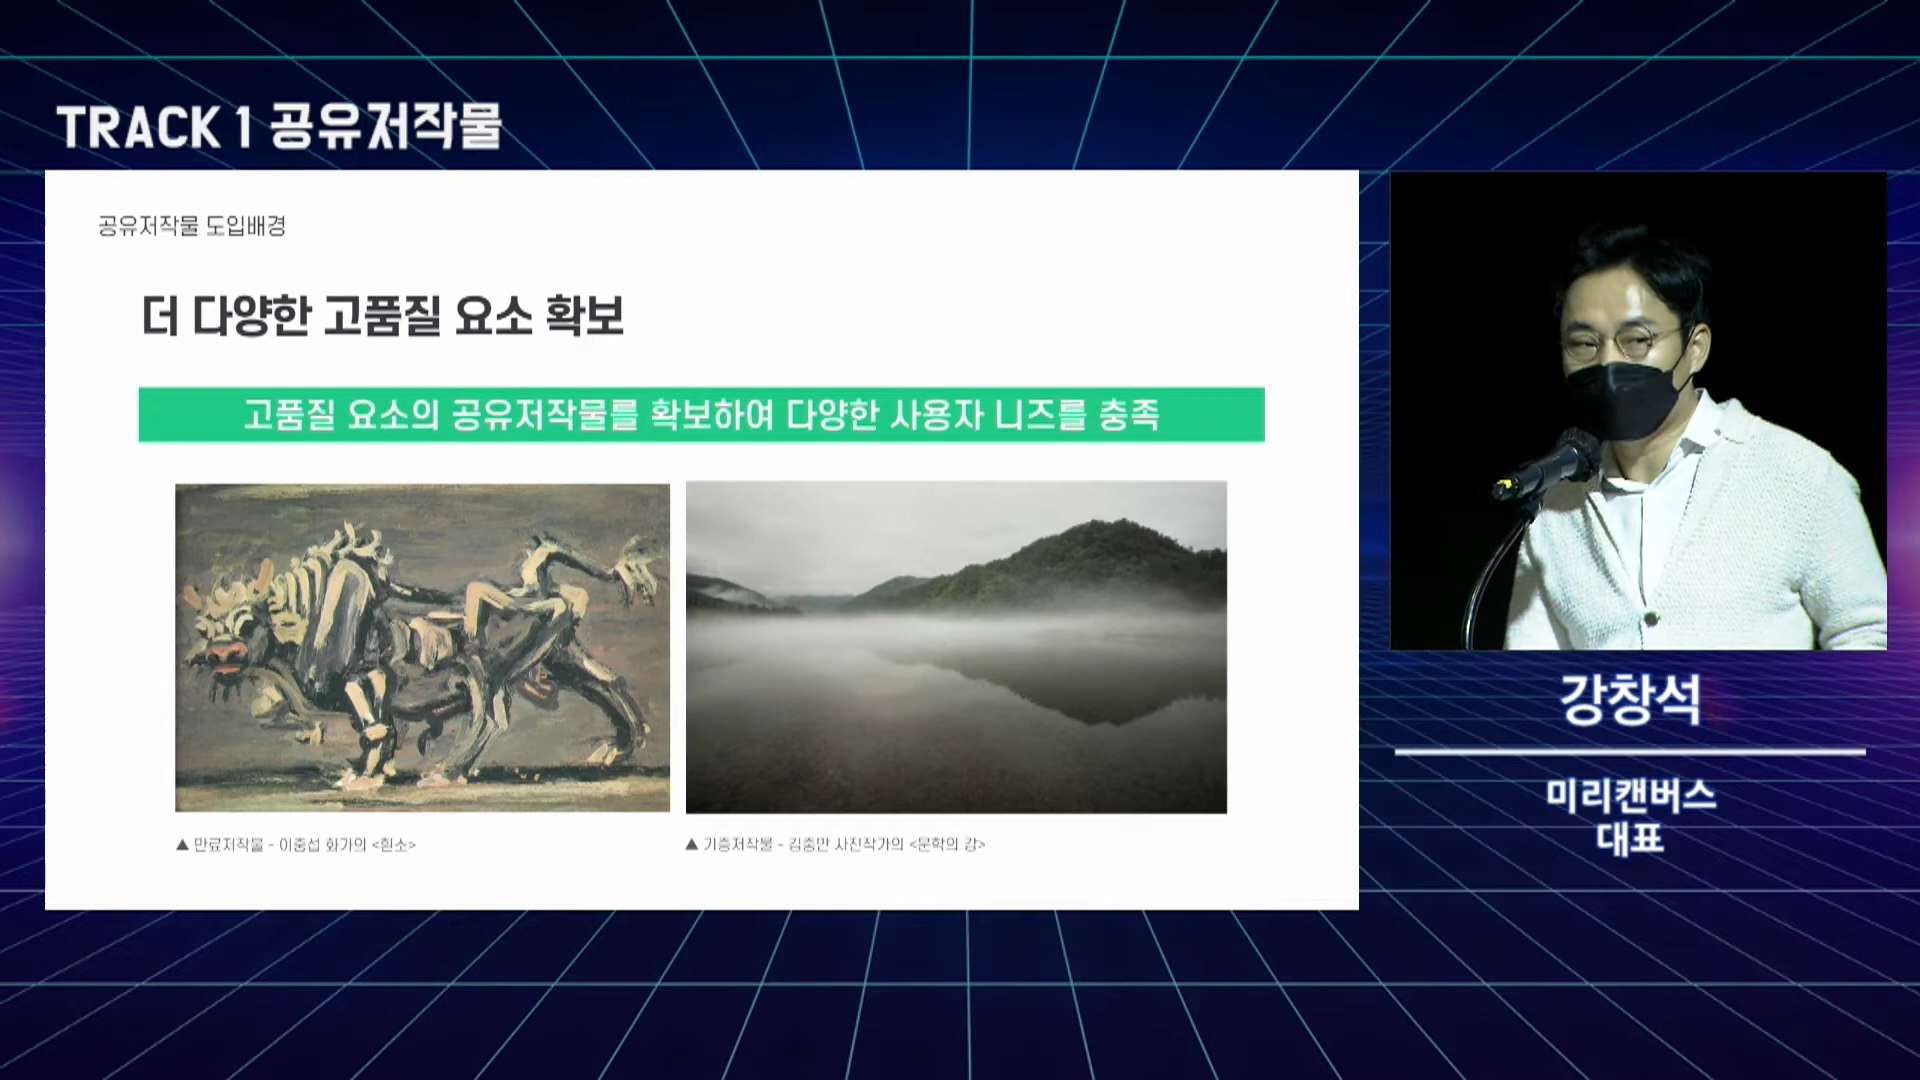 TRACK 1 공유저작물
공유저작물 도입배경
더 다양한 고품질 요소 확보
고품질 요소의 공유저작물를 확보하여 다양한 사용자 니즈를 충족
▲ 만료저작물 - 이중섭 화가의 <흰소>
▲ 기증저작물 - 김중만 사진작가의 <문학의 강>
강창석
미리캔버스
대표